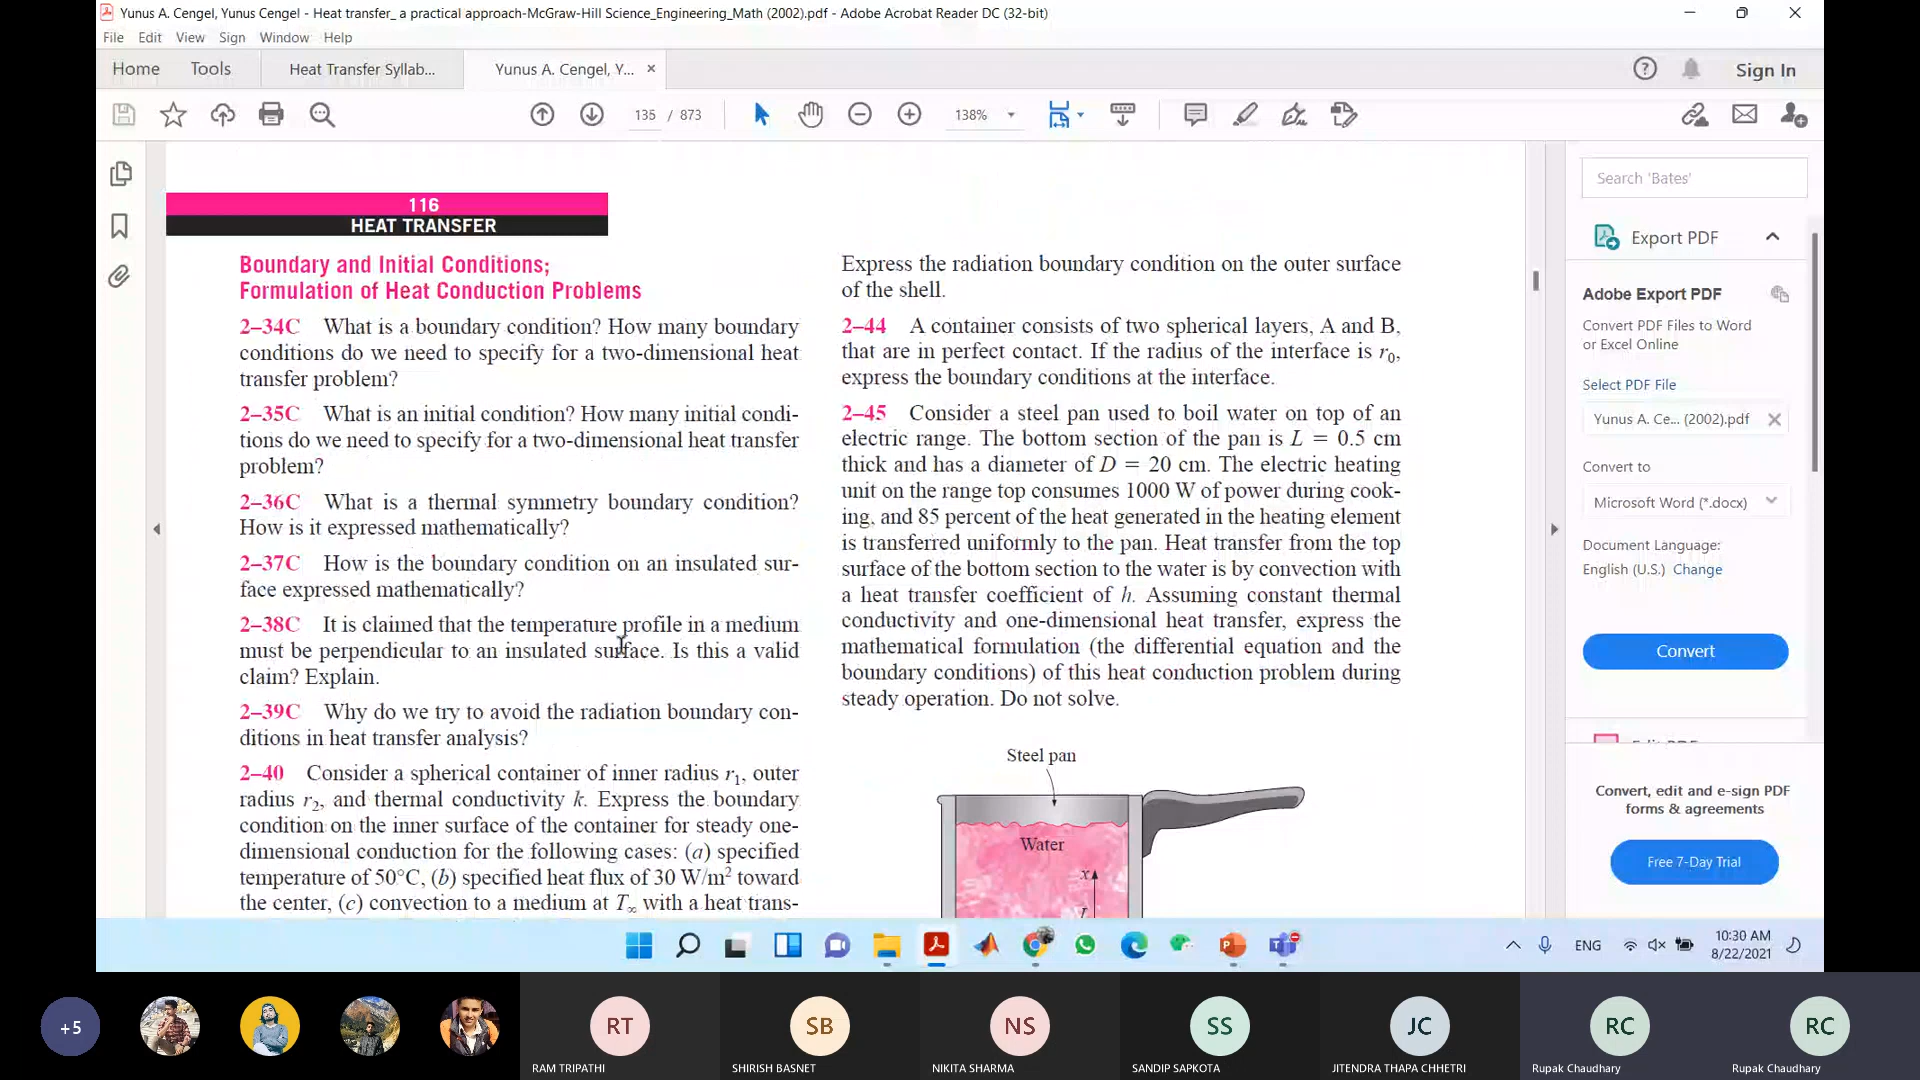 Yunus A. Cengel, Yunus Cengel - Heat transfer_ a practical approach-McGraw-Hill Science_Engineering_Math (2002).pdf - Adobe Acrobat Reader DC (32-bit)
File Edit View Sign Window Help
Home Tools Heat Transfer Syllab... Yunus A. Cengel, Y... Sign In
135 / 873 138%
116
HEAT TRANSFER
Boundary and Initial Conditions;
Formulation of Heat Conduction Problems
2–34C What is a boundary condition? How many boundary
conditions do we need to specify for a two-dimensional heat
transfer problem?
2–35C What is an initial condition? How many initial condi-
tions do we need to specify for a two-dimensional heat transfer
problem?
2–36C What is a thermal symmetry boundary condition?
How is it expressed mathematically?
2–37C How is the boundary condition on an insulated sur-
face expressed mathematically?
2–38C It is claimed that the temperature profile in a medium
must be perpendicular to an insulated surface. Is this a valid
claim? Explain.
2–39C Why do we try to avoid the radiation boundary con-
ditions in heat transfer analysis?
2–40 Consider a spherical container of inner radius r1, outer
radius r2, and thermal conductivity k. Express the boundary
condition on the inner surface of the container for steady one-
dimensional conduction for the following cases: (a) specified
temperature of 50°C, (b) specified heat flux of 30 W/m² toward
the center, (c) convection to a medium at T∞ with a heat trans-
Express the radiation boundary condition on the outer surface
of the shell.
2–44 A container consists of two spherical layers, A and B,
that are in perfect contact. If the radius of the interface is r0,
express the boundary conditions at the interface.
2–45 Consider a steel pan used to boil water on top of an
electric range. The bottom section of the pan is L = 0.5 cm
thick and has a diameter of D = 20 cm. The electric heating
unit on the range top consumes 1000 W of power during cook-
ing, and 85 percent of the heat generated in the heating element
is transferred uniformly to the pan. Heat transfer from the top
surface of the bottom section to the water is by convection with
a heat transfer coefficient of h. Assuming constant thermal
conductivity and one-dimensional heat transfer, express the
mathematical formulation (the differential equation and the
boundary conditions) of this heat conduction problem during
steady operation. Do not solve.
Steel pan
Water
x
Search 'Bates'
Export PDF
Adobe Export PDF
Convert PDF Files to Word
or Excel Online
Select PDF File
Yunus A. Ce... (2002).pdf
Convert to
Microsoft Word (*.docx)
Document Language:
English (U.S.) Change
Convert
Convert, edit and e-sign PDF
forms & agreements
Free 7-Day Trial
ENG
10:30 AM
8/22/2021
+5 RT SB NS SS JC RC RC
RAM TRIPATHI SHIRISH BASNET NIKITA SHARMA SANDIP SAPKOTA JITENDRA THAPA CHHETRI Rupak Chaudhary Rupak Chaudhary